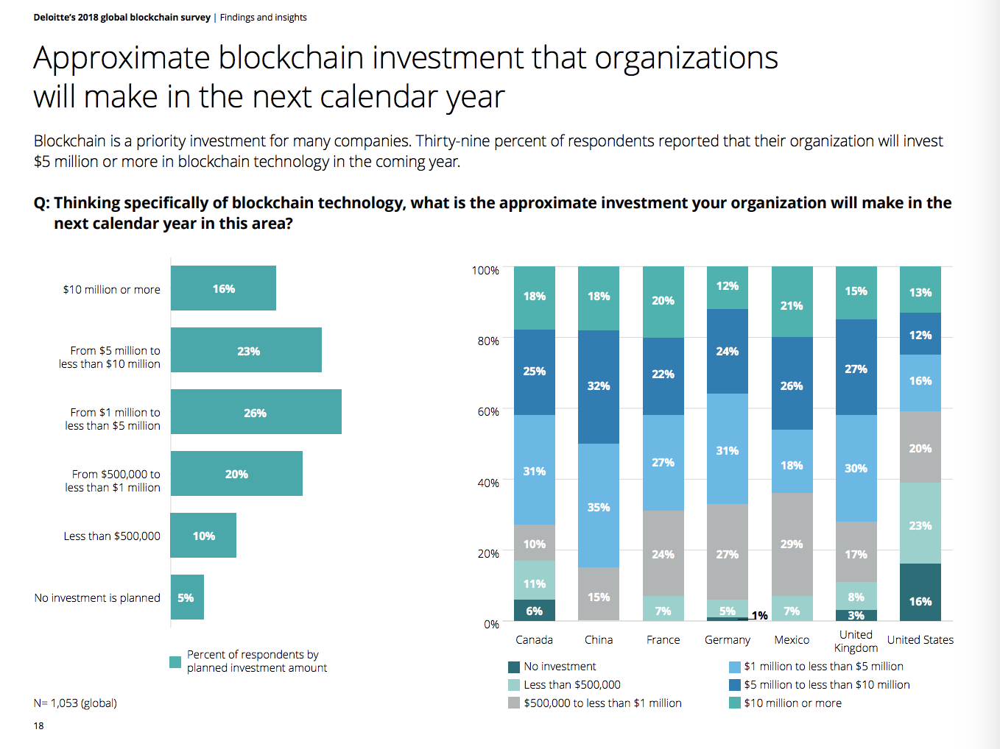 Deloitte's 2018 global blockchain survey | Findings and insights
Approximate blockchain investment that organizations
will make in the next calendar year
Blockchain is a priority investment for many companies. Thirty-nine percent of respondents reported that their organization will invest
$5 million or more in blockchain technology in the coming year.
Q: Thinking specifically of blockchain technology, what is the approximate investment your organization will make in the
next calendar year in this area?
$10 million or more
16%
From $5 million to
less than $10 million
23%
From $1 million to
less than $5 million
26%
From $500,000 to
less than $1 million
20%
Less than $500,000
10%
No investment is planned
5%
Percent of respondents by
planned investment amount
100%
80%
60%
40%
20%
0%
18%
25%
31%
10%
11%
6%
Canada
18%
32%
35%
15%
China
20%
22%
27%
24%
7%
France
12%
24%
31%
27%
5%
1%
Germany
21%
26%
18%
29%
7%
Mexico
15%
27%
30%
17%
8%
3%
United
Kingdom
13%
12%
16%
20%
23%
16%
United States
No investment
Less than $500,000
$500,000 to less than $1 million
$1 million to less than $5 million
$5 million to less than $10 million
$10 million or more
N= 1,053 (global)
18